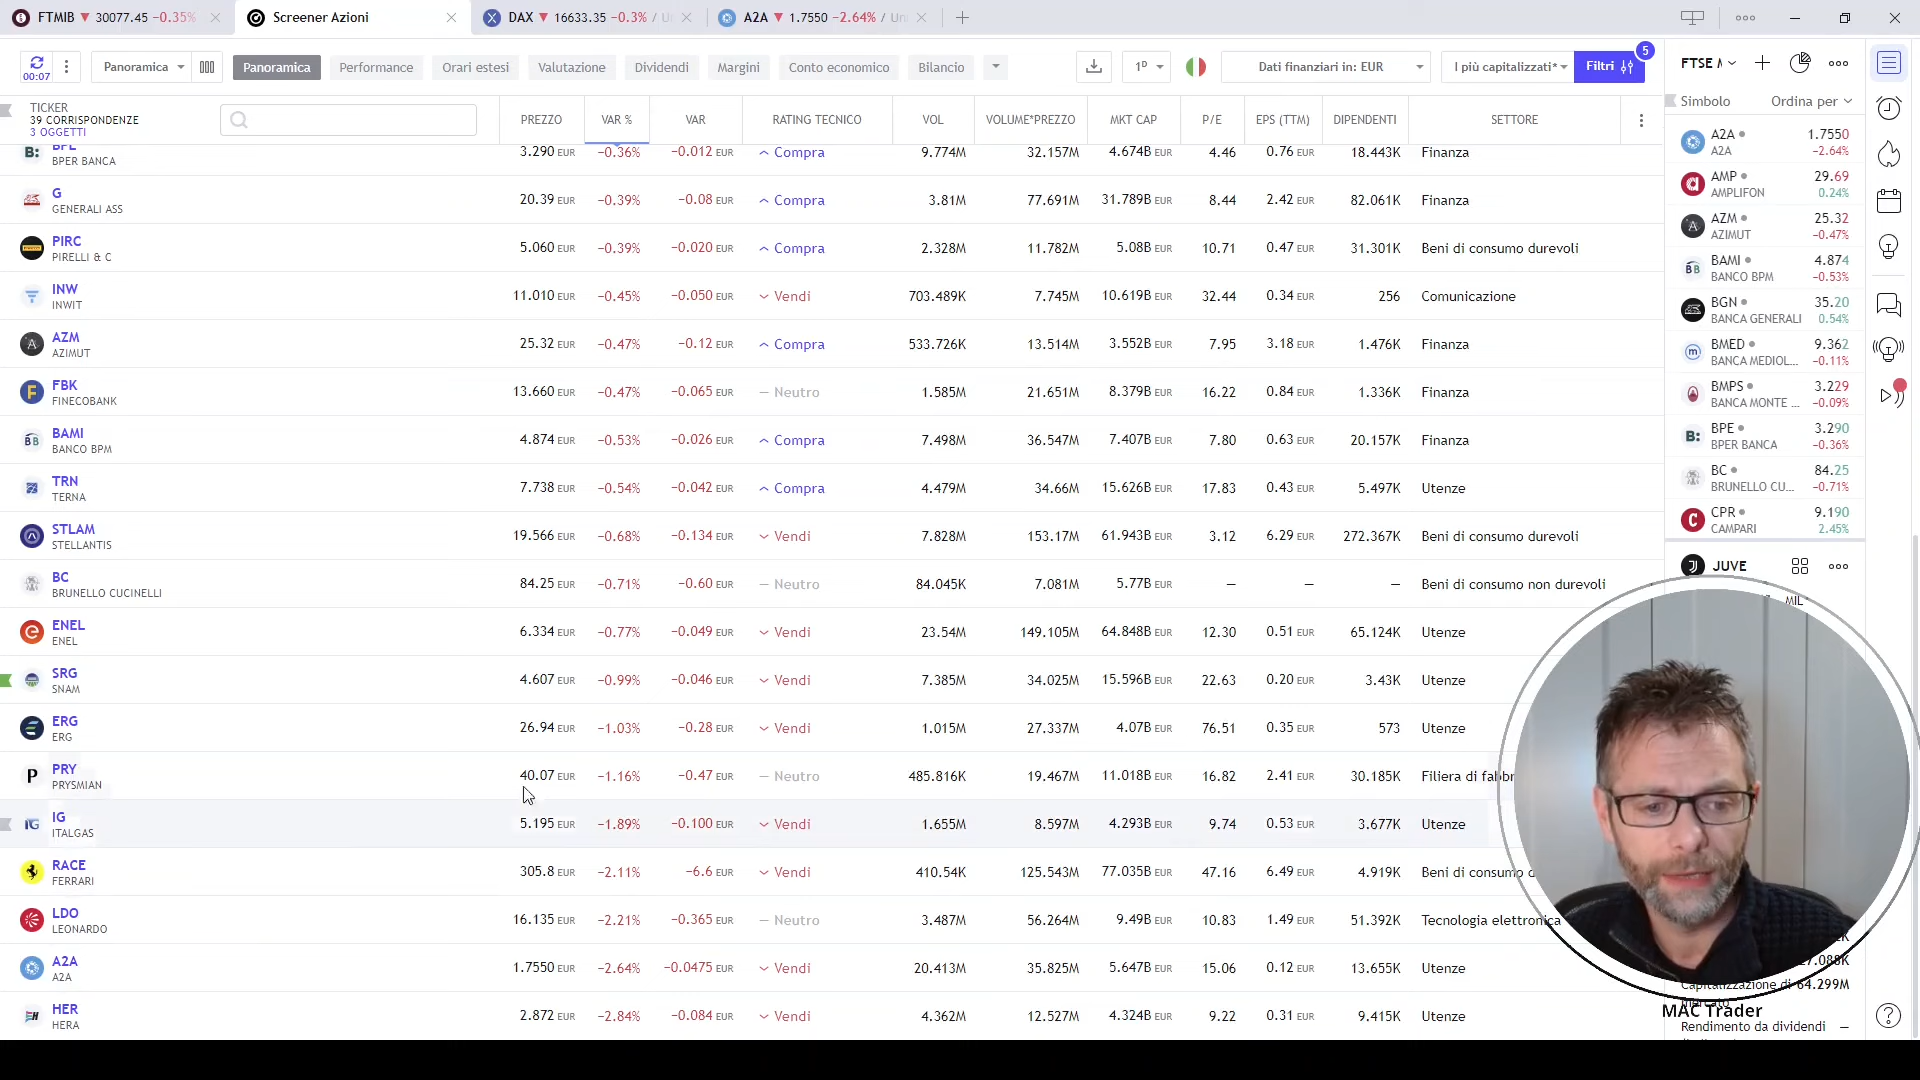 FTMIB ▼ 30077.45 −0.35%
Screener Azioni
DAX ▼ 16633.35 −0.3% / U
A2A ▼ 1.7550 −2.64% / Un
00:07
Panoramica
Panoramica
Performance
Orari estesi
Valutazione
Dividendi
Margini
Conto economico
Bilancio
1D
Dati finanziari in: EUR
I più capitalizzati*
Filtri
5
TICKER
39 CORRISPONDENZE
3 OGGETTI
PREZZO VAR % VAR RATING TECNICO VOL VOLUME*PREZZO MKT CAP P/E EPS (TTM) DIPENDENTI SETTORE
BPE 3.290 EUR −0.36% −0.012 EUR Compra 9.774M 32.157M 4.674B EUR 4.46 0.76 EUR 18.443K Finanza
BPER BANCA
G 20.39 EUR −0.39% −0.08 EUR Compra 3.81M 77.691M 31.789B EUR 8.44 2.42 EUR 82.061K Finanza
GENERALI ASS
PIRC 5.060 EUR −0.39% −0.020 EUR Compra 2.328M 11.782M 5.08B EUR 10.71 0.47 EUR 31.301K Beni di consumo durevoli
PIRELLI & C
INW 11.010 EUR −0.45% −0.050 EUR Vendi 703.489K 7.745M 10.619B EUR 32.44 0.34 EUR 256 Comunicazione
INWIT
AZM 25.32 EUR −0.47% −0.12 EUR Compra 533.726K 13.514M 3.552B EUR 7.95 3.18 EUR 1.476K Finanza
AZIMUT
FBK 13.660 EUR −0.47% −0.065 EUR — Neutro 1.585M 21.651M 8.379B EUR 16.22 0.84 EUR 1.336K Finanza
FINECOBANK
BAMI 4.874 EUR −0.53% −0.026 EUR Compra 7.498M 36.547M 7.407B EUR 7.80 0.63 EUR 20.157K Finanza
BANCO BPM
TRN 7.738 EUR −0.54% −0.042 EUR Compra 4.479M 34.66M 15.626B EUR 17.83 0.43 EUR 5.497K Utenze
TERNA
STLAM 19.566 EUR −0.68% −0.134 EUR Vendi 7.828M 153.17M 61.943B EUR 3.12 6.29 EUR 272.367K Beni di consumo durevoli
STELLANTIS
BC 84.25 EUR −0.71% −0.60 EUR — Neutro 84.045K 7.081M 5.77B EUR — — — Beni di consumo non durevoli
BRUNELLO CUCINELLI
ENEL 6.334 EUR −0.77% −0.049 EUR Vendi 23.54M 149.105M 64.848B EUR 12.30 0.51 EUR 65.124K Utenze
ENEL
SRG 4.607 EUR −0.99% −0.046 EUR Vendi 7.385M 34.025M 15.596B EUR 22.63 0.20 EUR 3.43K Utenze
SNAM
ERG 26.94 EUR −1.03% −0.28 EUR Vendi 1.015M 27.337M 4.07B EUR 76.51 0.35 EUR 573 Utenze
ERG
PRY 40.07 EUR −1.16% −0.47 EUR — Neutro 485.816K 19.467M 11.018B EUR 16.82 2.41 EUR 30.185K Filiera di fabbr
PRYSMIAN
IG 5.195 EUR −1.89% −0.100 EUR Vendi 1.655M 8.597M 4.293B EUR 9.74 0.53 EUR 3.677K Utenze
ITALGAS
RACE 305.8 EUR −2.11% −6.6 EUR Vendi 410.54K 125.543M 77.035B EUR 47.16 6.49 EUR 4.919K Beni di consumo d
FERRARI
LDO 16.135 EUR −2.21% −0.365 EUR — Neutro 3.487M 56.264M 9.49B EUR 10.83 1.49 EUR 51.392K Tecnologia elettronica
LEONARDO
A2A 1.7550 EUR −2.64% −0.0475 EUR Vendi 20.413M 35.825M 5.647B EUR 15.06 0.12 EUR 13.655K Utenze
A2A
HER 2.872 EUR −2.84% −0.084 EUR Vendi 4.362M 12.527M 4.324B EUR 9.22 0.31 EUR 9.415K Utenze
HERA
FTSE M
Simbolo Ordina per
A2A 1.7550
A2A −2.64%
AMP 29.69
AMPLIFON 0.24%
AZM 25.32
AZIMUT −0.47%
BAMI 4.874
BANCO BPM −0.53%
BGN 35.20
BANCA GENERALI 0.54%
BMED 9.362
BANCA MEDIOL... −0.11%
BMPS 3.229
BANCA MONTE ... −0.09%
BPE 3.290
BPER BANCA −0.36%
BC 84.25
BRUNELLO CU... −0.71%
CPR 9.190
CAMPARI 2.45%
JUVE
MIL
Capitalizzazione di 64.299M
mercato
MAC Trader
Rendimento da dividendi —